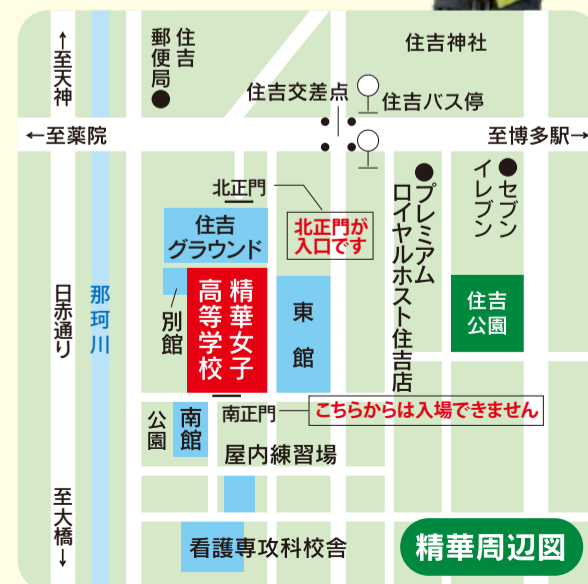 ↑至天神
住吉
郵便局
住吉神社
住吉交差点
住吉バス停
←至薬院
至博多駅→
北正門
北正門が
入口です
住吉
グラウンド
プレミアム
ロイヤルホスト住吉店
セブン
イレブン
日赤通り
那珂川
別館
精華女子
高等学校
東館
住吉
公園
南正門
こちらからは入場できません
公園
南館
屋内練習場
至大橋↓
看護専攻科校舎
精華周辺図